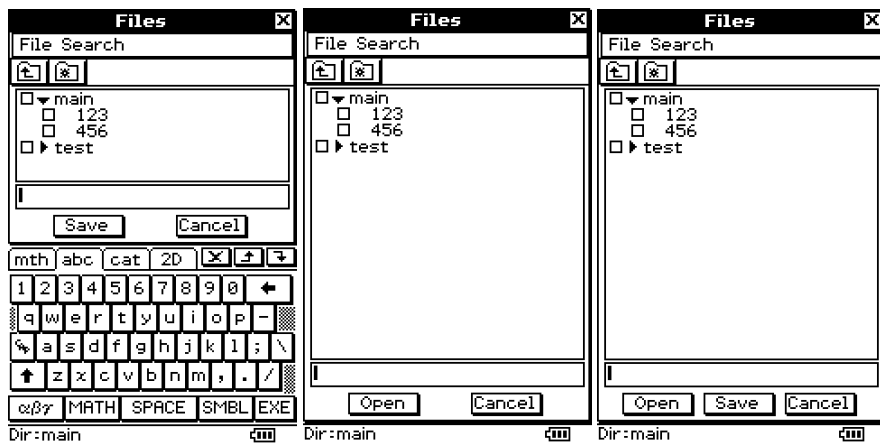 Files
File Search
main
123
456
test
Save Cancel
mth abc cat 2D
1 2 3 4 5 6 7 8 9 0
q w e r t y u i o p -
a s d f g h j k l ; \
z x c v b n m , . /
αβγ MATH SPACE SMBL EXE
Dir:main
Files
File Search
main
123
456
test
Open Cancel
Dir:main
Files
File Search
main
123
456
test
Open Save Cancel
Dir:main